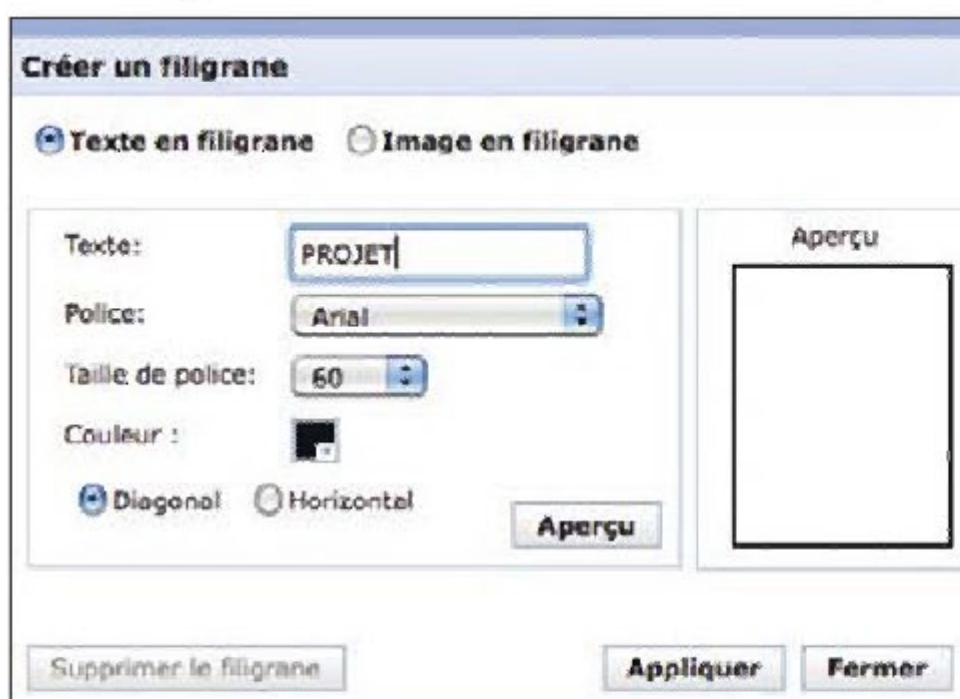 Créer un filigrane
Texte en filigrane Image en filigrane
Texte: PROJET
Police: Arial
Taille de police: 60
Couleur :
Diagonal Horizontal
Aperçu
Aperçu
Supprimer le filigrane Appliquer Fermer